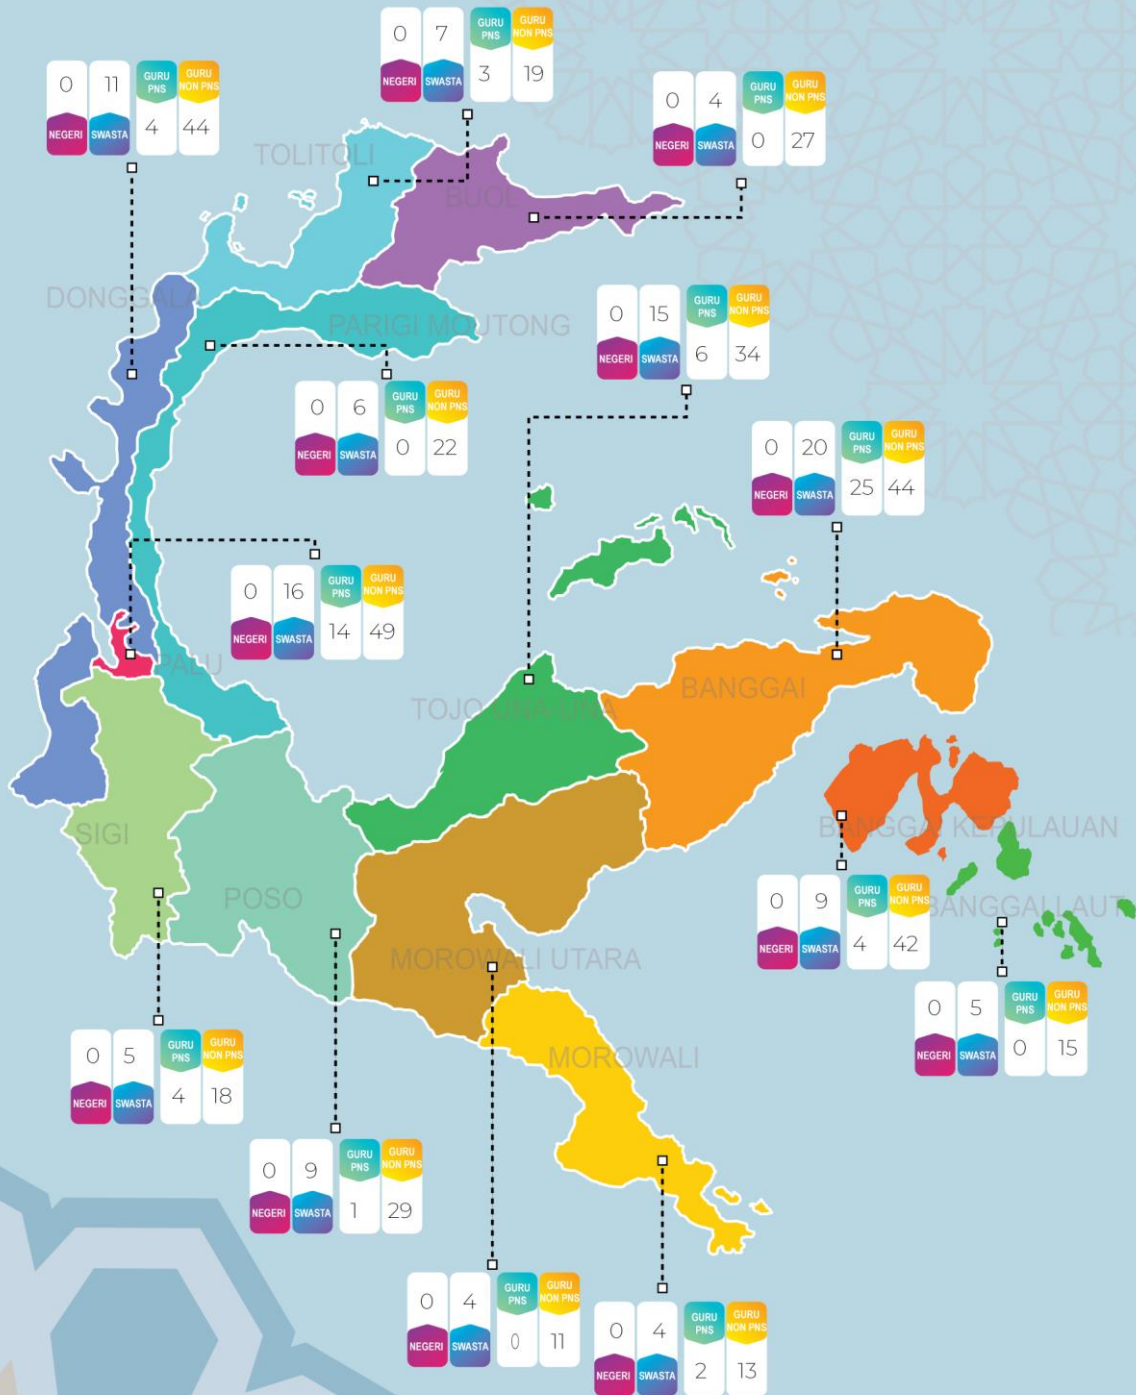 0 7 GURU PNS GURU NON PNS
NEGERI SWASTA 3 19
0 11 GURU PNS GURU NON PNS
NEGERI SWASTA 4 44
0 4 GURU PNS GURU NON PNS
NEGERI SWASTA 0 27
TOLITOLI
BUOL
DONGGALA
PARIGI MOUTONG
0 15 GURU PNS GURU NON PNS
NEGERI SWASTA 6 34
0 6 GURU PNS GURU NON PNS
NEGERI SWASTA 0 22
0 20 GURU PNS GURU NON PNS
NEGERI SWASTA 25 44
0 16 GURU PNS GURU NON PNS
NEGERI SWASTA 14 49
PALU
TOJO UNA-UNA
BANGGAI
SIGI
BANGGAI KEPULAUAN
POSO
0 9 GURU PNS GURU NON PNS
NEGERI SWASTA 4 42
BANGGAI LAUT
MOROWALI UTARA
0 5 GURU PNS GURU NON PNS
NEGERI SWASTA 0 15
MOROWALI
0 5 GURU PNS GURU NON PNS
NEGERI SWASTA 4 18
0 9 GURU PNS GURU NON PNS
NEGERI SWASTA 1 29
0 4 GURU PNS GURU NON PNS
NEGERI SWASTA 0 11
0 4 GURU PNS GURU NON PNS
NEGERI SWASTA 2 13